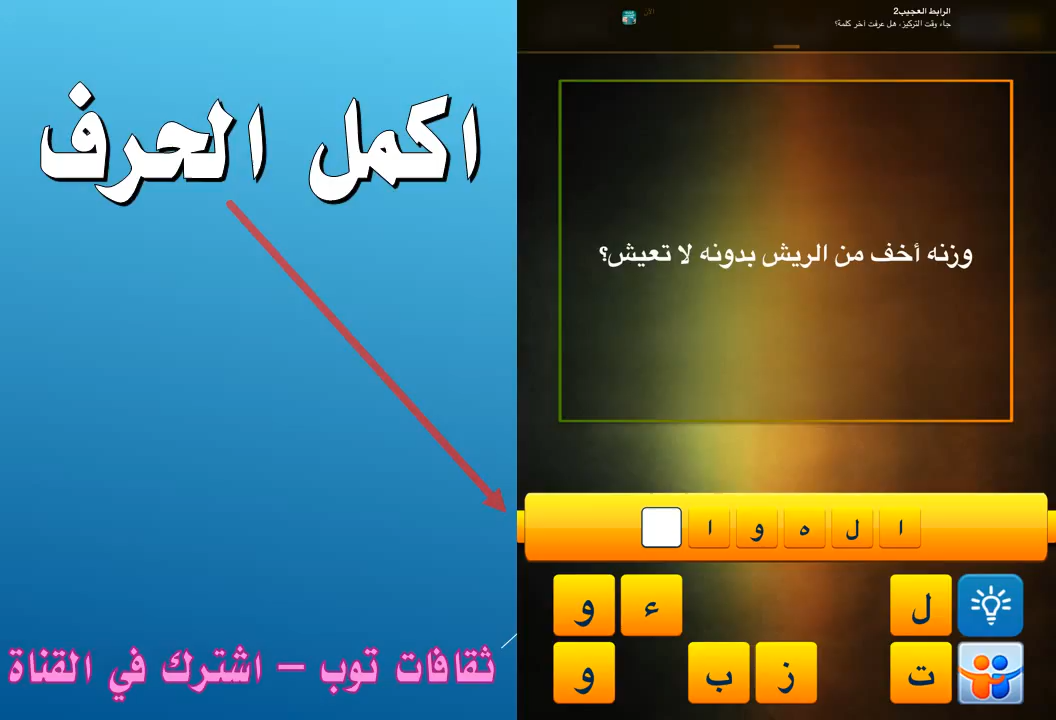 الرابط العجيب2
الآن
جاء وقت التركيز، هل عرفت آخر كلمة؟
اكمل الحرف
وزنه أخف من الريش بدونه لا تعيش؟
ا ل ه و ا
ل ء و
ت ز ب و
ثقافات توب – اشترك في القناة